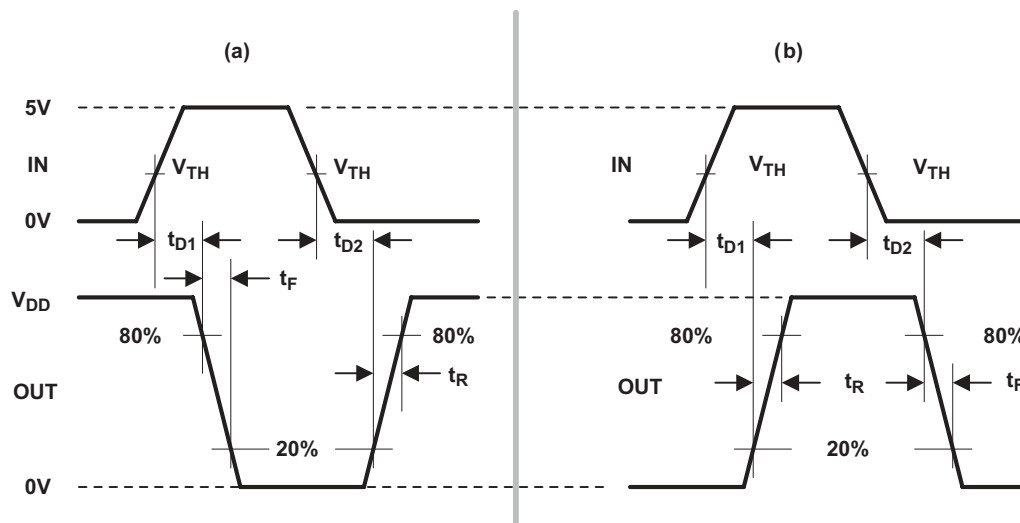 (a)
(b)
5V
IN
VTH
VTH
IN
VTH
VTH
0V
0V
tD1
tD2
tD1
tD2
tF
VDD
80%
80%
80%
80%
OUT
tR
OUT
tR
20%
20%
0V